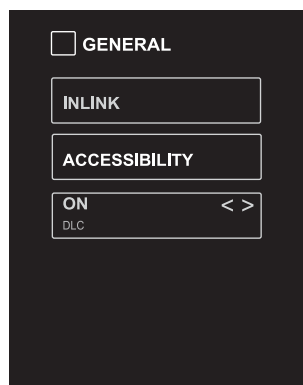 GENERAL
INLINK
ACCESSIBILITY
ON < >
DLC